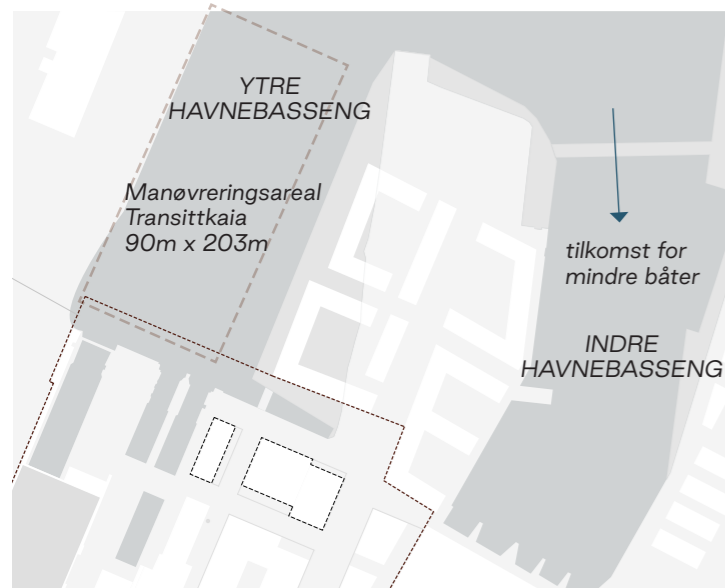 YTRE
HAVNEBASSENG
Manøvreringsareal
Transittkaia
90m x 203m
tilkomst for
mindre båter
INDRE
HAVNEBASSENG